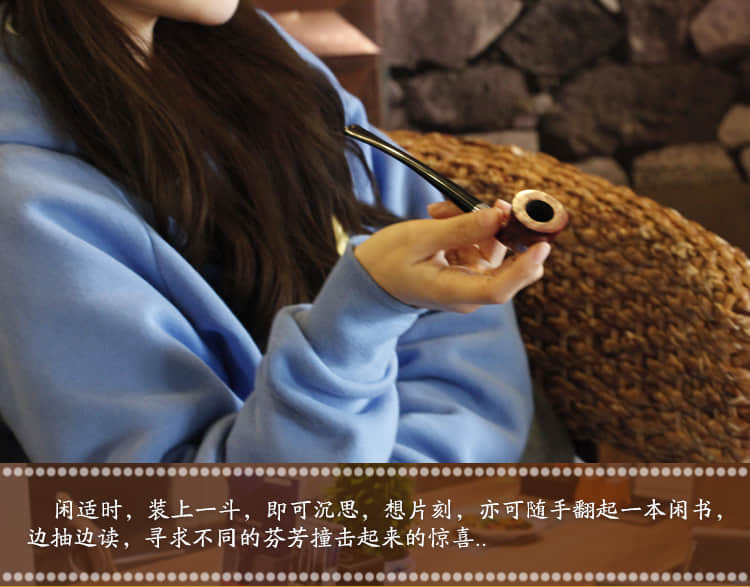 闲适时，装上一斗，即可沉思，想片刻，亦可随手翻起一本闲书，
边抽边读，寻求不同的芬芳撞击起来的惊喜..